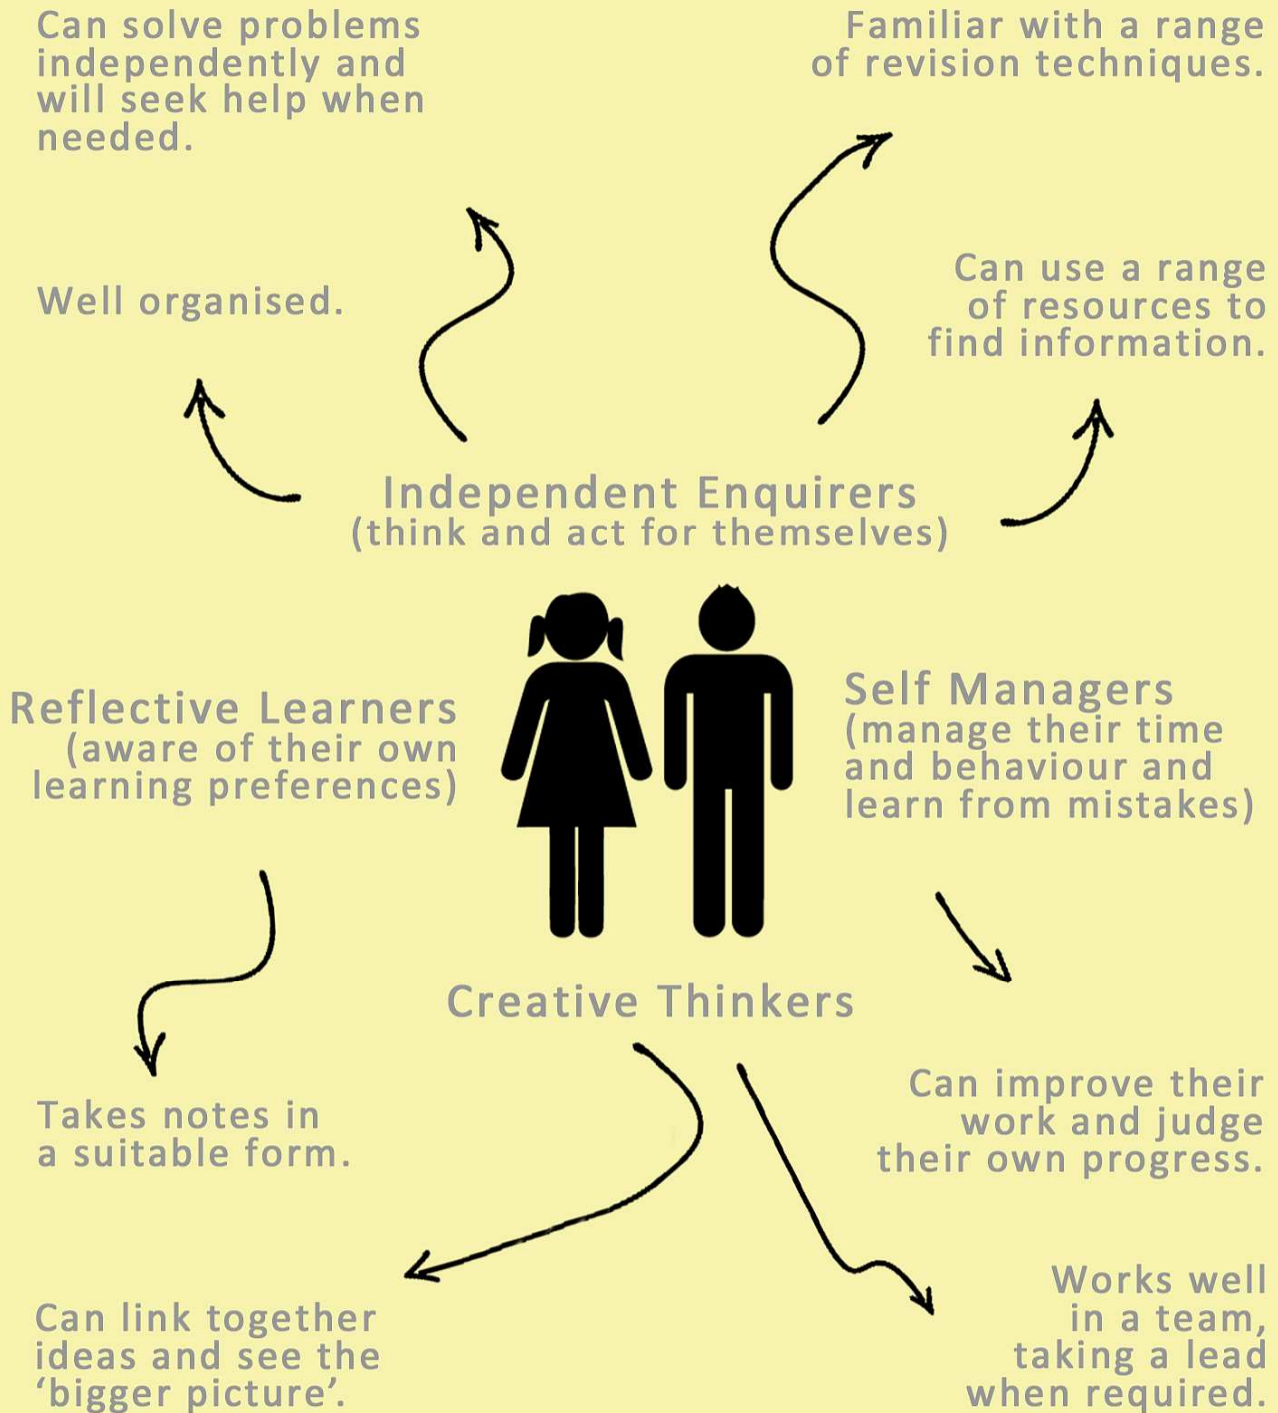 Can solve problems
independently and
will seek help when
needed.
Familiar with a range
of revision techniques.
Well organised.
Can use a range
of resources to
find information.
Independent Enquirers
(think and act for themselves)
Reflective Learners
(aware of their own
learning preferences)
Self Managers
(manage their time
and behaviour and
learn from mistakes)
Creative Thinkers
Takes notes in
a suitable form.
Can improve their
work and judge
their own progress.
Can link together
ideas and see the
‘bigger picture’.
Works well
in a team,
taking a lead
when required.